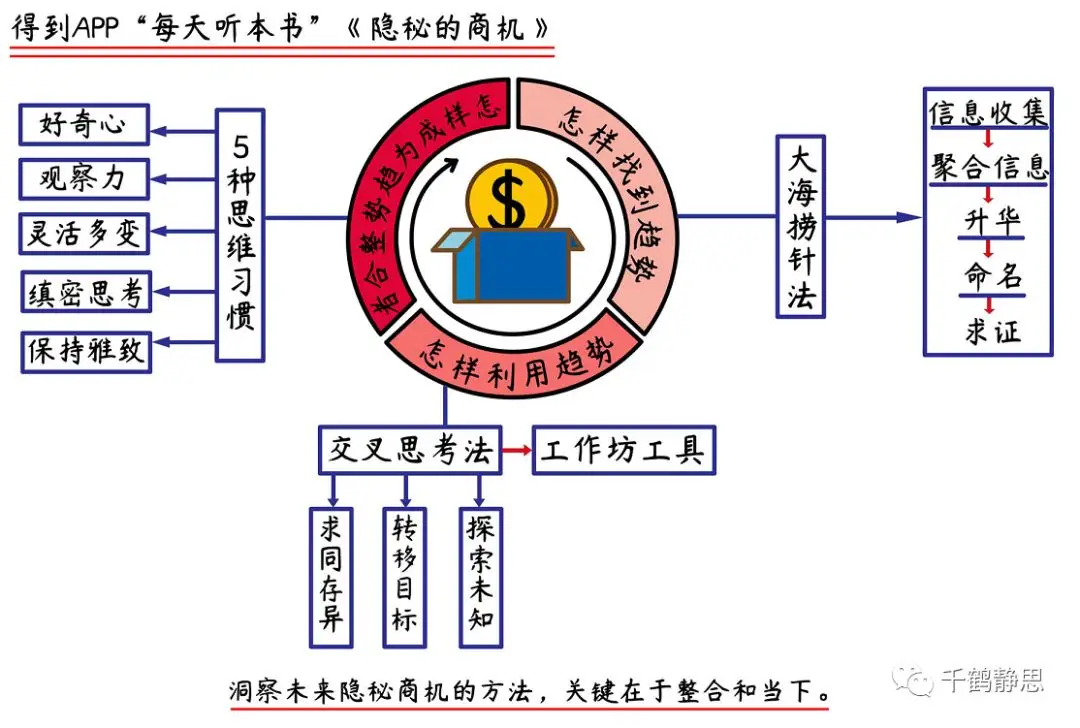 得到APP“每天听本书”《隐秘的商机》
怎样成为趋势整合者
5种思维习惯
好奇心
观察力
灵活多变
缜密思考
保持雅致
怎样找到趋势
大海捞针法
信息收集
聚合信息
升华
命名
求证
怎样利用趋势
交叉思考法
工作坊工具
求同存异
转移目标
探索未知
洞察未来隐秘商机的方法，关键在于整合和当下。
千鹤静思